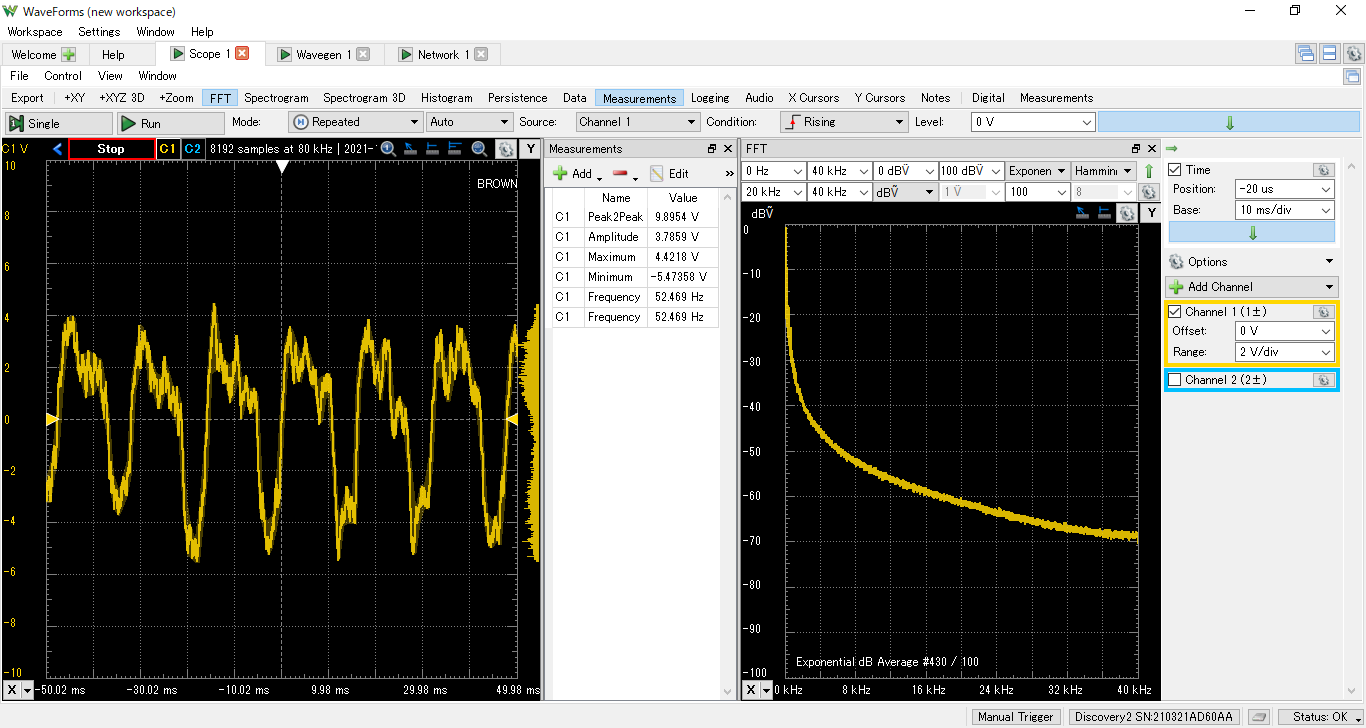 WaveForms (new workspace)
Workspace Settings Window Help
Welcome Help Scope 1 Wavegen 1 Network 1
File Control View Window
Export +XY +XYZ 3D +Zoom FFT Spectrogram Spectrogram 3D Histogram Persistence Data Measurements Logging Audio X Cursors Y Cursors Notes Digital Measurements
Single Run Mode: Repeated Auto Source: Channel 1 Condition: Rising Level: 0 V
C1 V Stop C1 C2 8192 samples at 80 kHz | 2021- Y
BROWN
10
8
6
4
2
0
-2
-4
-6
-8
-10
X -50.02 ms -30.02 ms -10.02 ms 9.98 ms 29.98 ms 49.98 ms
Measurements
Add Edit »
Name Value
C1 Peak2Peak 9.8954 V
C1 Amplitude 3.7859 V
C1 Maximum 4.4218 V
C1 Minimum -5.47358 V
C1 Frequency 52.469 Hz
C1 Frequency 52.469 Hz
FFT
0 Hz 40 kHz 0 dBṼ 100 dBṼ Exponen Hammin
20 kHz 40 kHz dBṼ 1 Ṽ 100 8
dBṼ Y
0
-10
-20
-30
-40
-50
-60
-70
-80
-90
-100
Exponential dB Average #430 / 100
X 0 kHz 8 kHz 16 kHz 24 kHz 32 kHz 40 kHz
Time
Position: -20 us
Base: 10 ms/div
Options
Add Channel
Channel 1 (1±)
Offset: 0 V
Range: 2 V/div
Channel 2 (2±)
Manual Trigger Discovery2 SN:210321AD60AA Status: OK